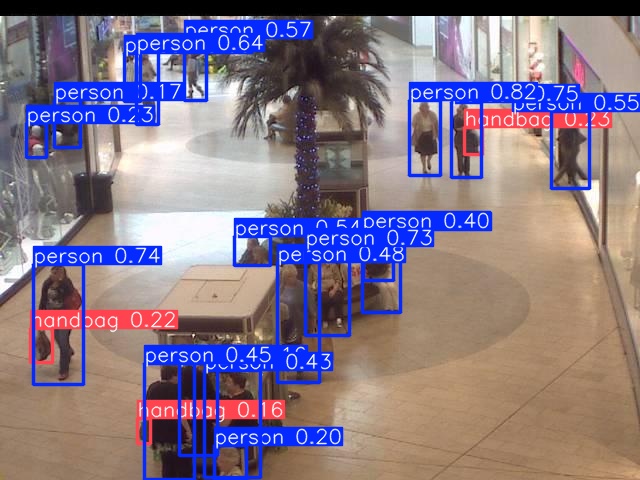 person 0.57
person 0.64
person 0.17
person 0.23
person 0.82
0.75
person 0.55
handbag 0.23
person 0.54
person 0.40
person 0.73
person 0.48
person 0.74
handbag 0.22
person 0.45
0.43
handbag 0.16
person 0.20